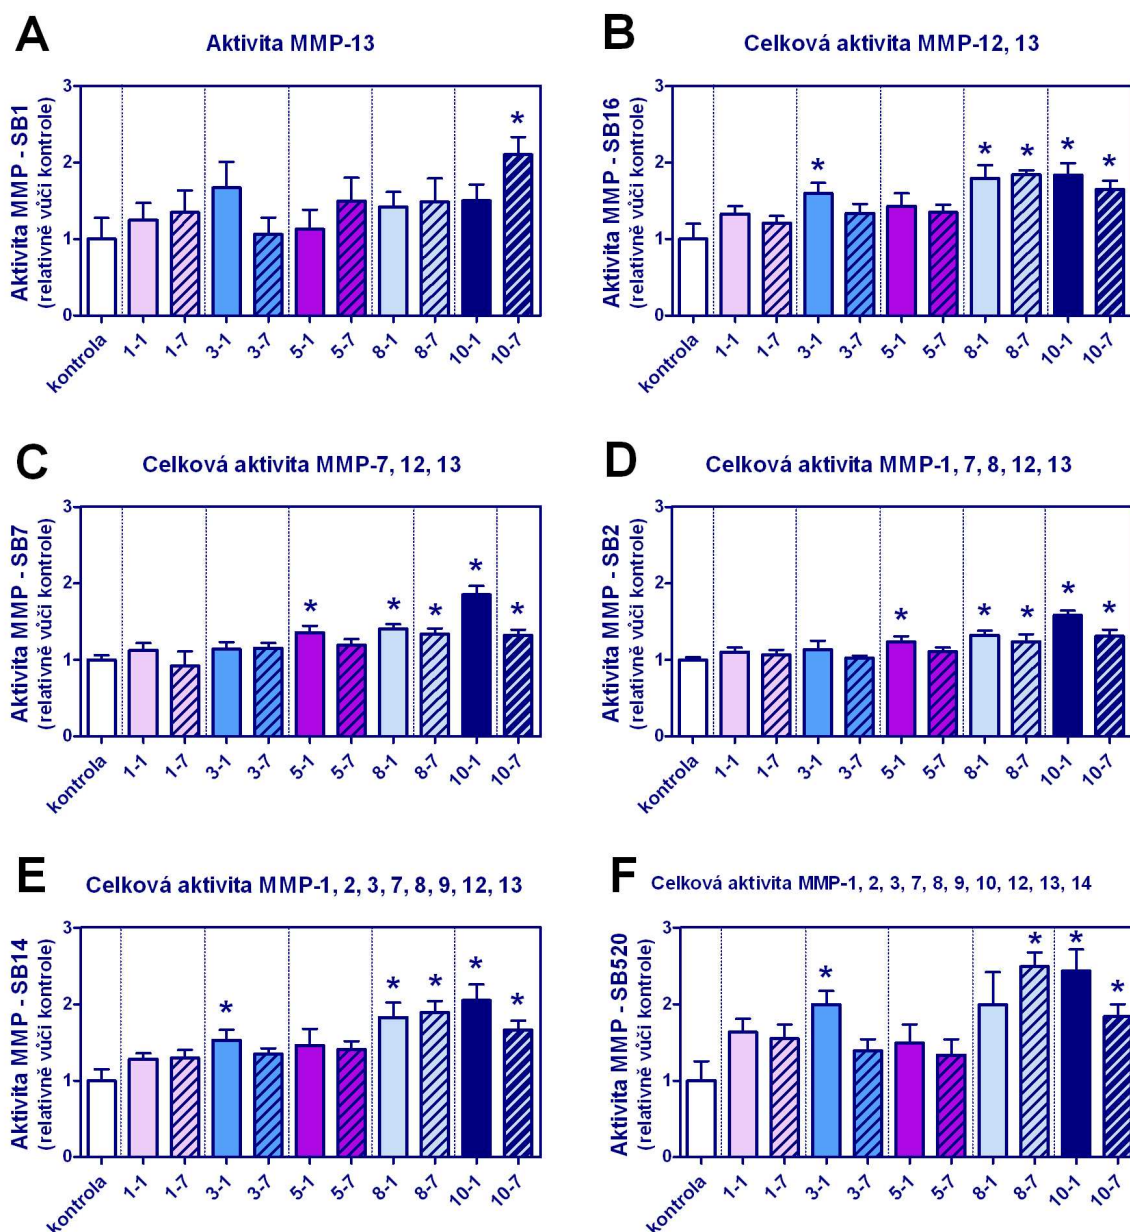 A
Aktivita MMP-13
Aktivita MMP - SB1
(relativně vůči kontrole)
3
2
1
0
*
kontrola
1-1
1-7
3-1
3-7
5-1
5-7
8-1
8-7
10-1
10-7
B
Celková aktivita MMP-12, 13
Aktivita MMP - SB16
(relativně vůči kontrole)
3
2
1
0
* * * * *
kontrola
1-1
1-7
3-1
3-7
5-1
5-7
8-1
8-7
10-1
10-7
C
Celková aktivita MMP-7, 12, 13
Aktivita MMP - SB7
(relativně vůči kontrole)
3
2
1
0
* * * * *
kontrola
1-1
1-7
3-1
3-7
5-1
5-7
8-1
8-7
10-1
10-7
D
Celková aktivita MMP-1, 7, 8, 12, 13
Aktivita MMP - SB2
(relativně vůči kontrole)
3
2
1
0
* * * * *
kontrola
1-1
1-7
3-1
3-7
5-1
5-7
8-1
8-7
10-1
10-7
E
Celková aktivita MMP-1, 2, 3, 7, 8, 9, 12, 13
Aktivita MMP - SB14
(relativně vůči kontrole)
3
2
1
0
* * * * *
kontrola
1-1
1-7
3-1
3-7
5-1
5-7
8-1
8-7
10-1
10-7
F
Celková aktivita MMP-1, 2, 3, 7, 8, 9, 10, 12, 13, 14
Aktivita MMP - SB520
(relativně vůči kontrole)
3
2
1
0
* * * *
kontrola
1-1
1-7
3-1
3-7
5-1
5-7
8-1
8-7
10-1
10-7